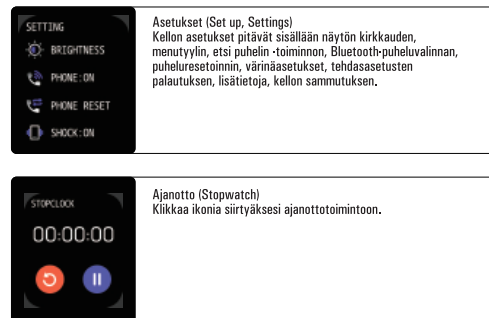 SETTING
BRIGHTNESS
PHONE: ON
PHONE RESET
SHOCK: ON
Asetukset (Set up, Settings)
Kellon asetukset pitävät sisällään näytön kirkkauden,
menutyylin, etsi puhelin -toiminnon, Bluetooth-puheluvalinnan,
puheluresetoinnin, värinäasetukset, tehdasasetusten
palautuksen, lisätietoja, kellon sammutuksen.
STOPCLOCK
00:00:00
Ajanotto (Stopwatch)
Klikkaa ikonia siirtyäksesi ajanottotoimintoon.